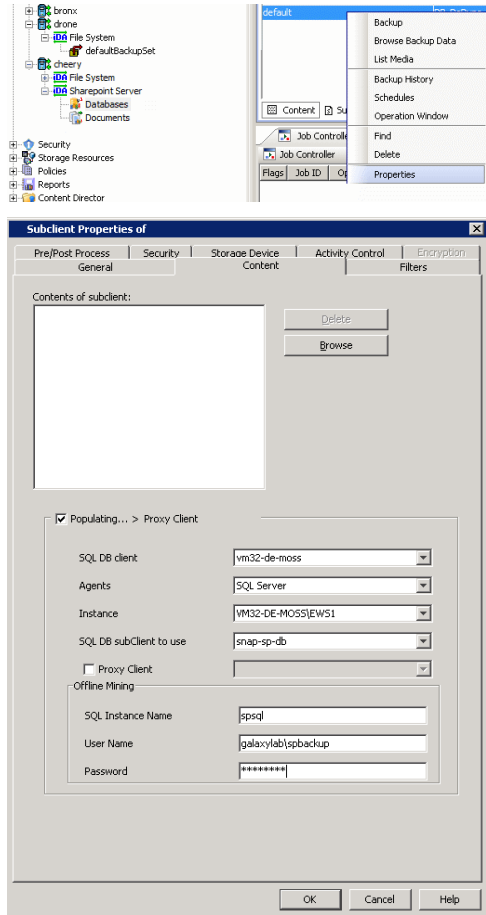 bronx
drone
iDA File System
defaultBackupSet
cheery
iDA File System
iDA Sharepoint Server
Databases
Documents
Security
Storage Resources
Policies
Reports
Content Director
default
Backup
Browse Backup Data
List Media
Backup History
Schedules
Operation Window
Find
Delete
Properties
Content
Job Controller
Flags Job ID
Subclient Properties of
Pre/Post Process Security Storage Device Activity Control Encryption
General Content Filters
Contents of subclient:
Delete
Browse
Populating... > Proxy Client
SQL DB client vm32-de-moss
Agents SQL Server
Instance VM32-DE-MOSS\EWS1
SQL DB subClient to use snap-sp-db
Proxy Client
Offline Mining
SQL Instance Name spsql
User Name galaxylab\spbackup
Password ********
OK Cancel Help